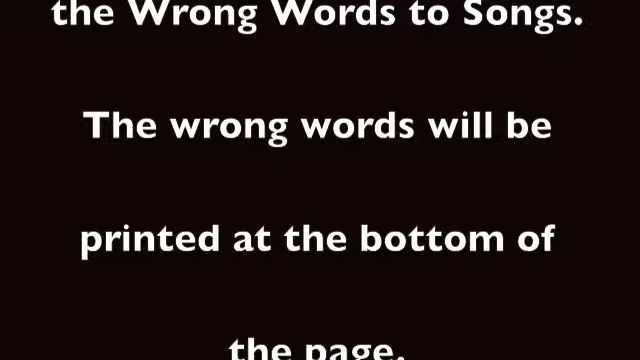 the Wrong Words to Songs.
The wrong words will be
printed at the bottom of
the page.